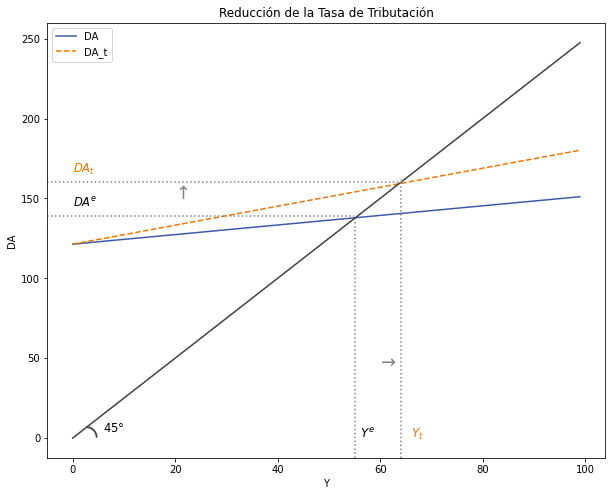 Reducción de la Tasa de Tributación
DA
DA_t
250
200
150
100
50
0
DA
DA_t
↑
DA^e
→
45°
Y^e
Y_t
0
20
40
60
80
100
Y